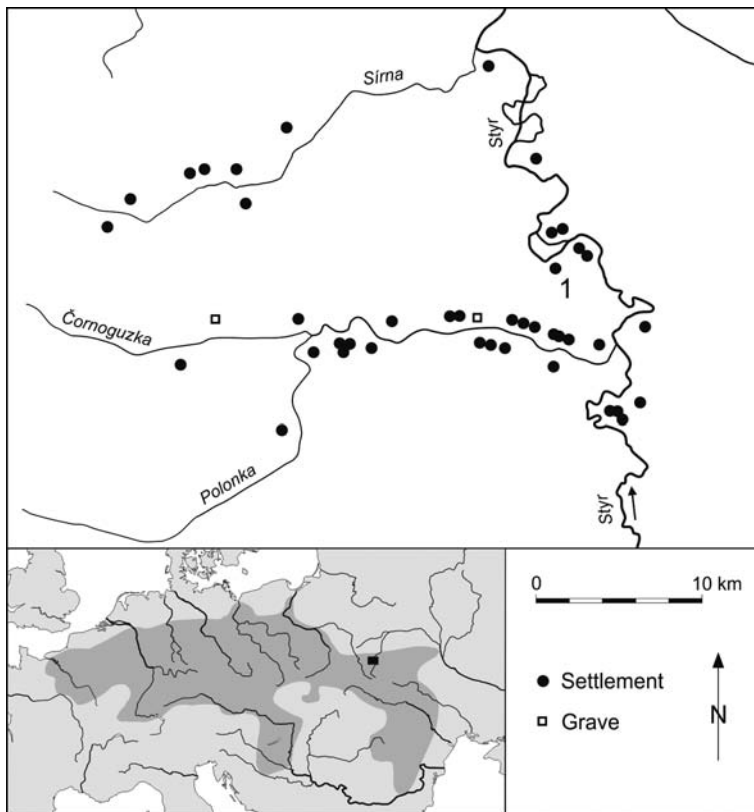 Sírna
Styr
1
Čornoguzka
Polonka
Styr
0 10 km
Settlement
Grave
N